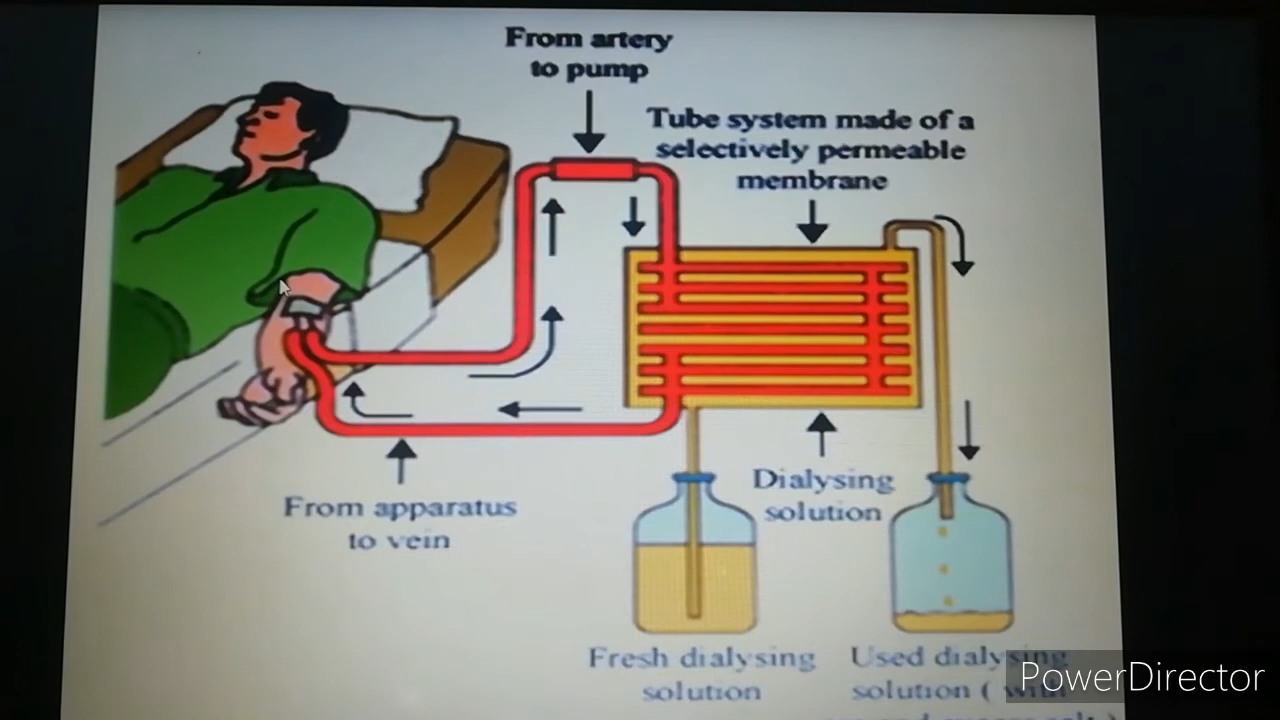 From artery
to pump
Tube system made of a
selectively permeable
membrane
From apparatus
to vein
Dialysing
solution
Fresh dialysing
solution
Used dialysing
solution ( with
PowerDirector